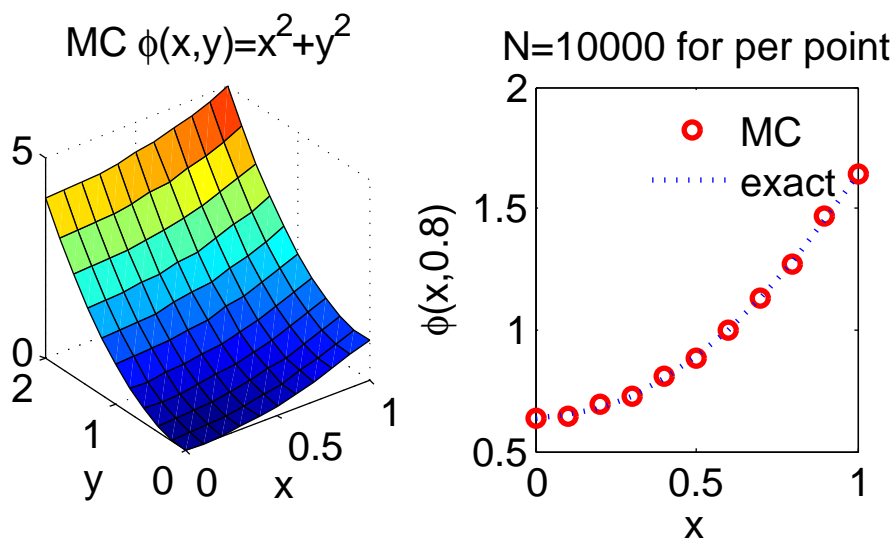 MC ϕ(x,y)=x²+y²
5
0
2
1
0
y
0
0.5
1
x
N=10000 for per point
2
1.5
1
0.5
ϕ(x,0.8)
MC
exact
0
0.5
1
x